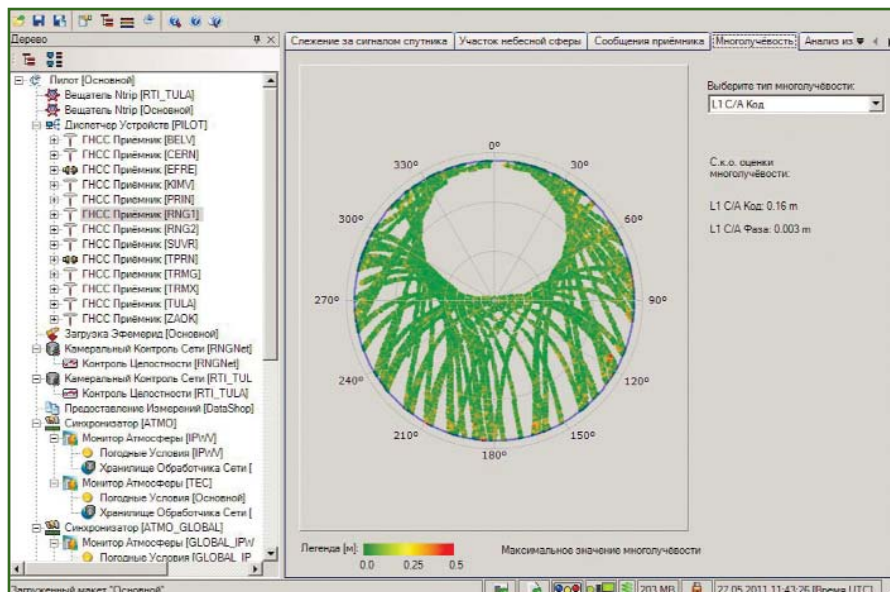 Дерево
Пилот [Основной]
Вещатель Ntrip [RTI_TULA]
Вещатель Ntrip [Основной]
Диспетчер Устройств [PILOT]
ГНСС Приёмник [BELV]
ГНСС Приёмник [CERN]
ГНСС Приёмник [EFRE]
ГНСС Приёмник [KIMV]
ГНСС Приёмник [PRIN]
ГНСС Приёмник [RNG1]
ГНСС Приёмник [RNG2]
ГНСС Приёмник [SUVR]
ГНСС Приёмник [TPRN]
ГНСС Приёмник [TRMG]
ГНСС Приёмник [TRMX]
ГНСС Приёмник [TULA]
ГНСС Приёмник [ZAOK]
Загрузка Эфемерид [Основной]
Камеральный Контроль Сети [RNGNet]
Контроль Целостности [RNGNet]
Камеральный Контроль Сети [RTI_TUL
Контроль Целостности [RTI_TULA]
Предоставление Измерений [DataShop]
Синхронизатор [ATMO]
Монитор Атмосферы [IPWV]
Погодные Условия [IPWV]
Хранилище Обработчика Сети [
Монитор Атмосферы [TEC]
Погодные Условия [Основной]
Хранилище Обработчика Сети [
Синхронизатор [ATMO_GLOBAL]
Монитор Атмосферы [GLOBAL_IPW
Погодные Условия [GLOBAL_IP
Слежение за сигналом спутника
Участок небесной сферы
Сообщения приёмника
Многолучёвость
Анализ из
0°
30°
60°
90°
120°
150°
180°
210°
240°
270°
300°
330°
Легенда [м]:
0.0 0.25 0.5
Максимальное значение многолучёвости
Выберите тип многолучёвости:
L1 C/A Код
С.к.о. оценки
многолучёвости:
L1 C/A Код: 0.16 m
L1 C/A Фаза: 0.003 m
Загруженный макет "Основной"
203 MB
27.05.2011 11:43:26 [Время UTC]